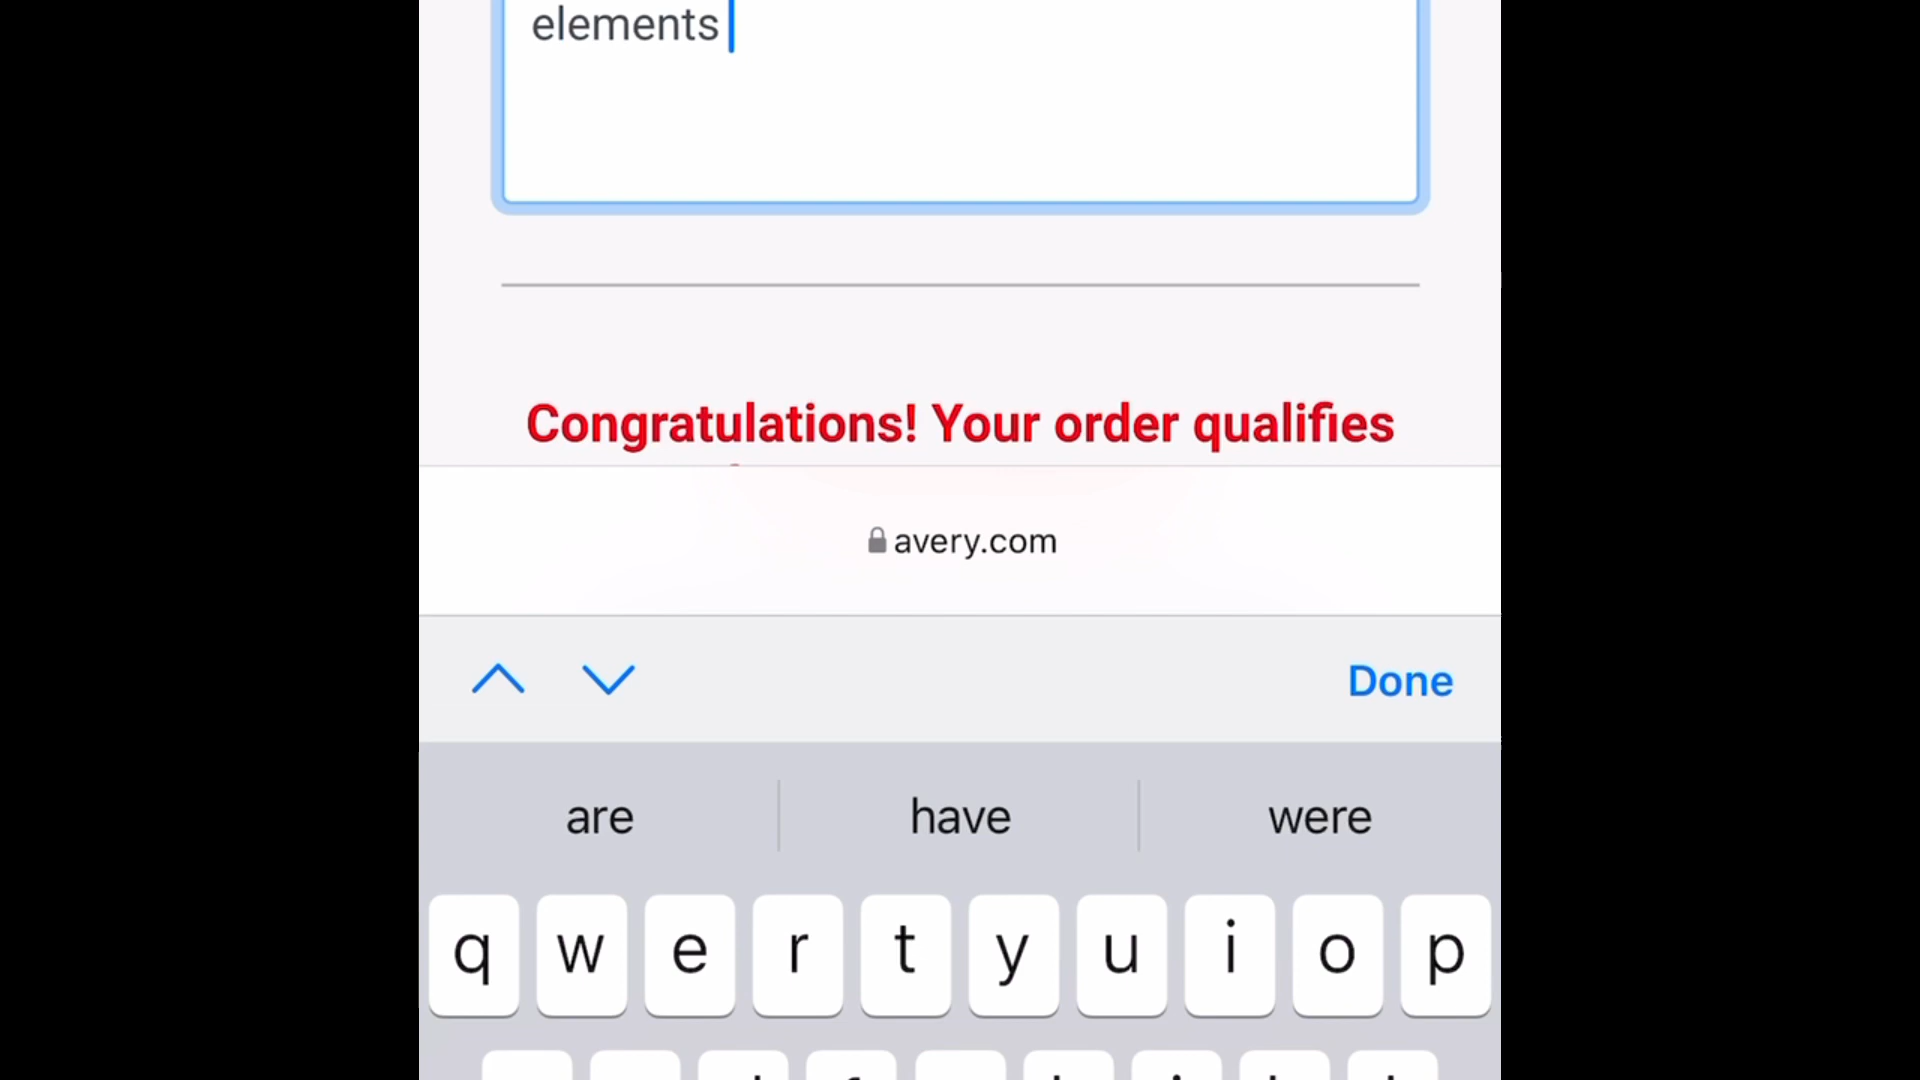 elements
Congratulations! Your order qualifies
avery.com
Done
are have were
q w e r t y u i o p